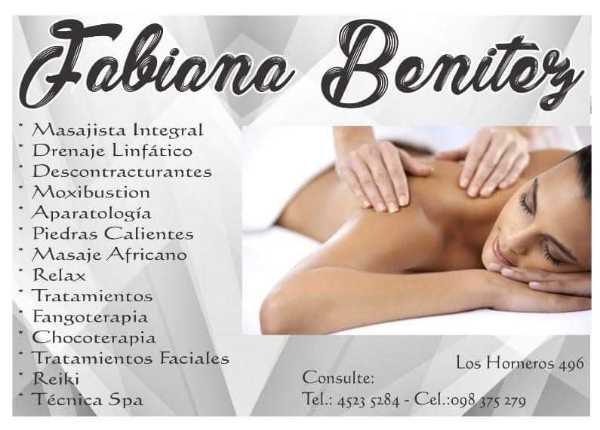 Fabiana Benitez
* Masajista Integral
* Drenaje Linfático
* Descontracturantes
* Moxibustion
* Aparatología
* Piedras Calientes
* Masaje Africano
* Relax
* Tratamientos
* Fangoterapia
* Chocoterapia
* Tratamientos Faciales
* Reiki
* Técnica Spa
Los Horneros 496
Consulte:
Tel.: 4523 5284 - Cel.:098 375 279